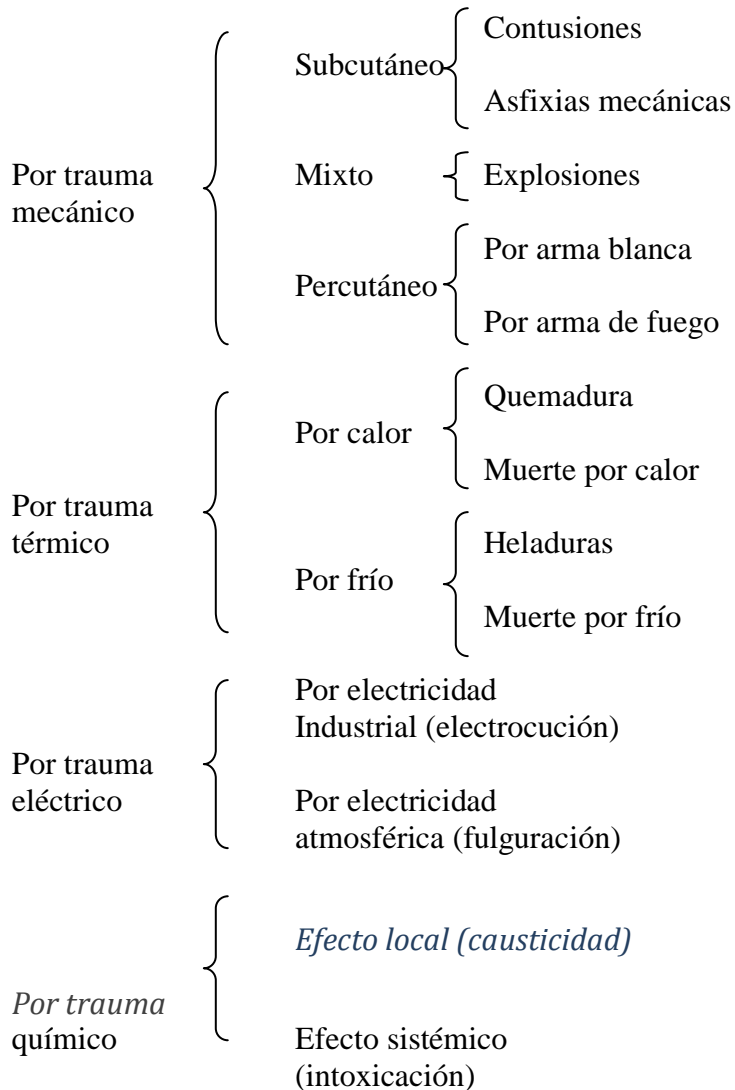 Por trauma
mecánico
Subcutáneo
Contusiones
Asfixias mecánicas
Mixto
Explosiones
Percutáneo
Por arma blanca
Por arma de fuego
Por trauma
térmico
Por calor
Quemadura
Muerte por calor
Por frío
Heladuras
Muerte por frío
Por trauma
eléctrico
Por electricidad
Industrial (electrocución)
Por electricidad
atmosférica (fulguración)
Por trauma
químico
Efecto local (causticidad)
Efecto sistémico
(intoxicación)